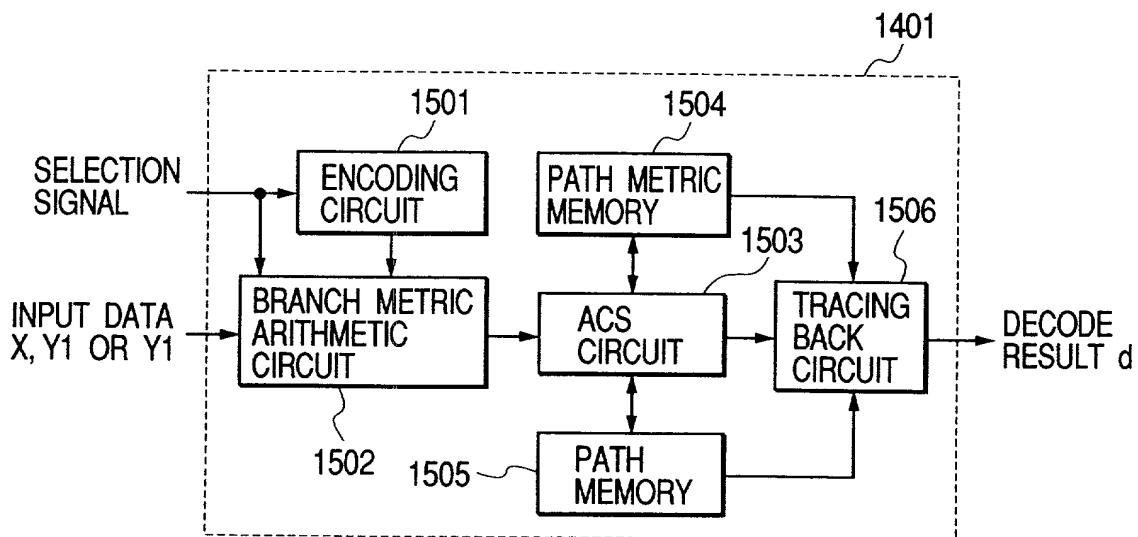 1401
1501
1504
SELECTION
SIGNAL
ENCODING
CIRCUIT
PATH METRIC
MEMORY
1506
1503
INPUT DATA
X, Y1 OR Y1
BRANCH METRIC
ARITHMETIC
CIRCUIT
ACS
CIRCUIT
TRACING
BACK
CIRCUIT
DECODE
RESULT d
1502
1505
PATH
MEMORY